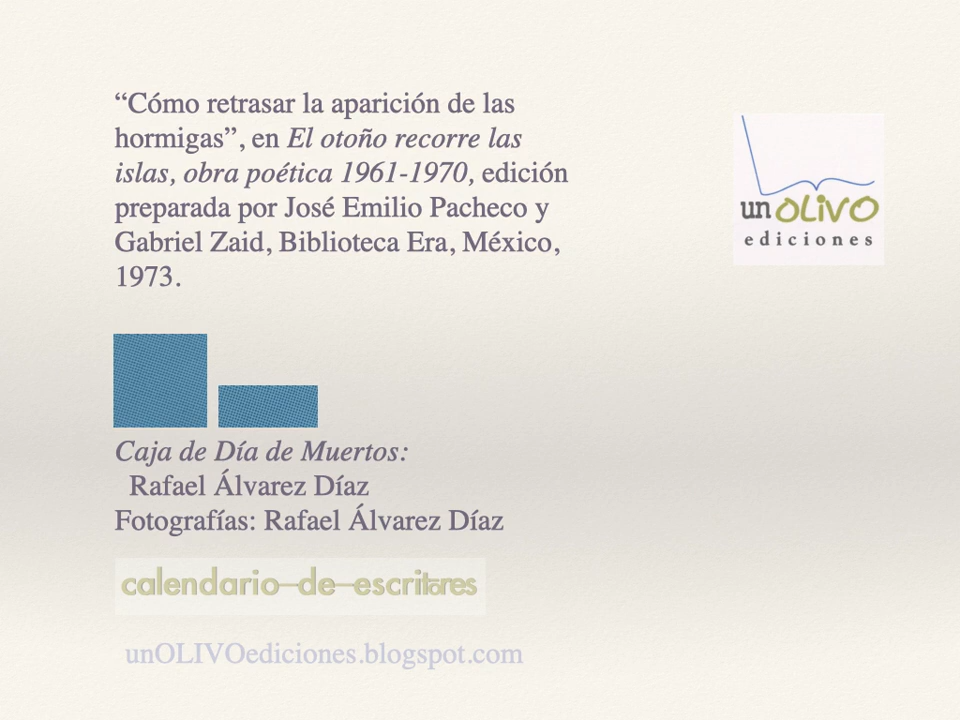 “Cómo retrasar la aparición de las
hormigas”, en El otoño recorre las
islas, obra poética 1961-1970, edición
preparada por José Emilio Pacheco y
Gabriel Zaid, Biblioteca Era, México,
1973.
un OLIVO
ediciones
Caja de Día de Muertos:
Rafael Álvarez Díaz
Fotografías: Rafael Álvarez Díaz
calendario–de–escritores
unOLIVOediciones.blogspot.com